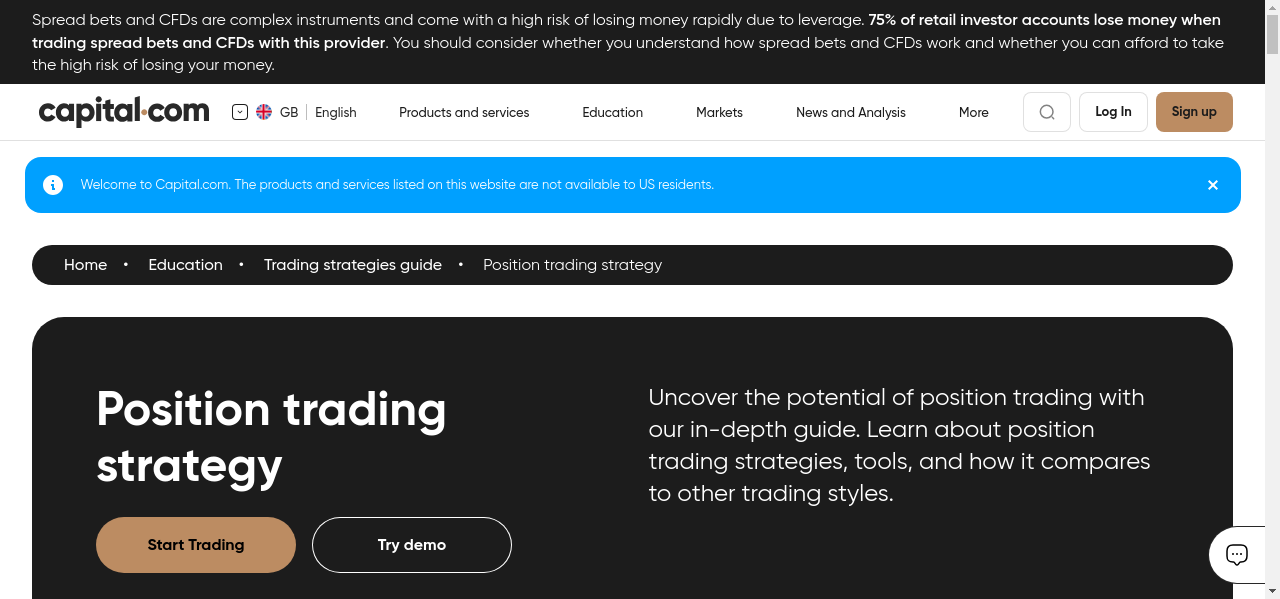 Spread bets and CFDs are complex instruments and come with a high risk of losing money rapidly due to leverage. 75% of retail investor accounts lose money when
trading spread bets and CFDs with this provider. You should consider whether you understand how spread bets and CFDs work and whether you can afford to take
the high risk of losing your money.
capital.com GB English Products and services Education Markets News and Analysis More Log In Sign up
Welcome to Capital.com. The products and services listed on this website are not available to US residents.
Home • Education • Trading strategies guide • Position trading strategy
Position trading
strategy
Uncover the potential of position trading with
our in-depth guide. Learn about position
trading strategies, tools, and how it compares
to other trading styles.
Start Trading Try demo